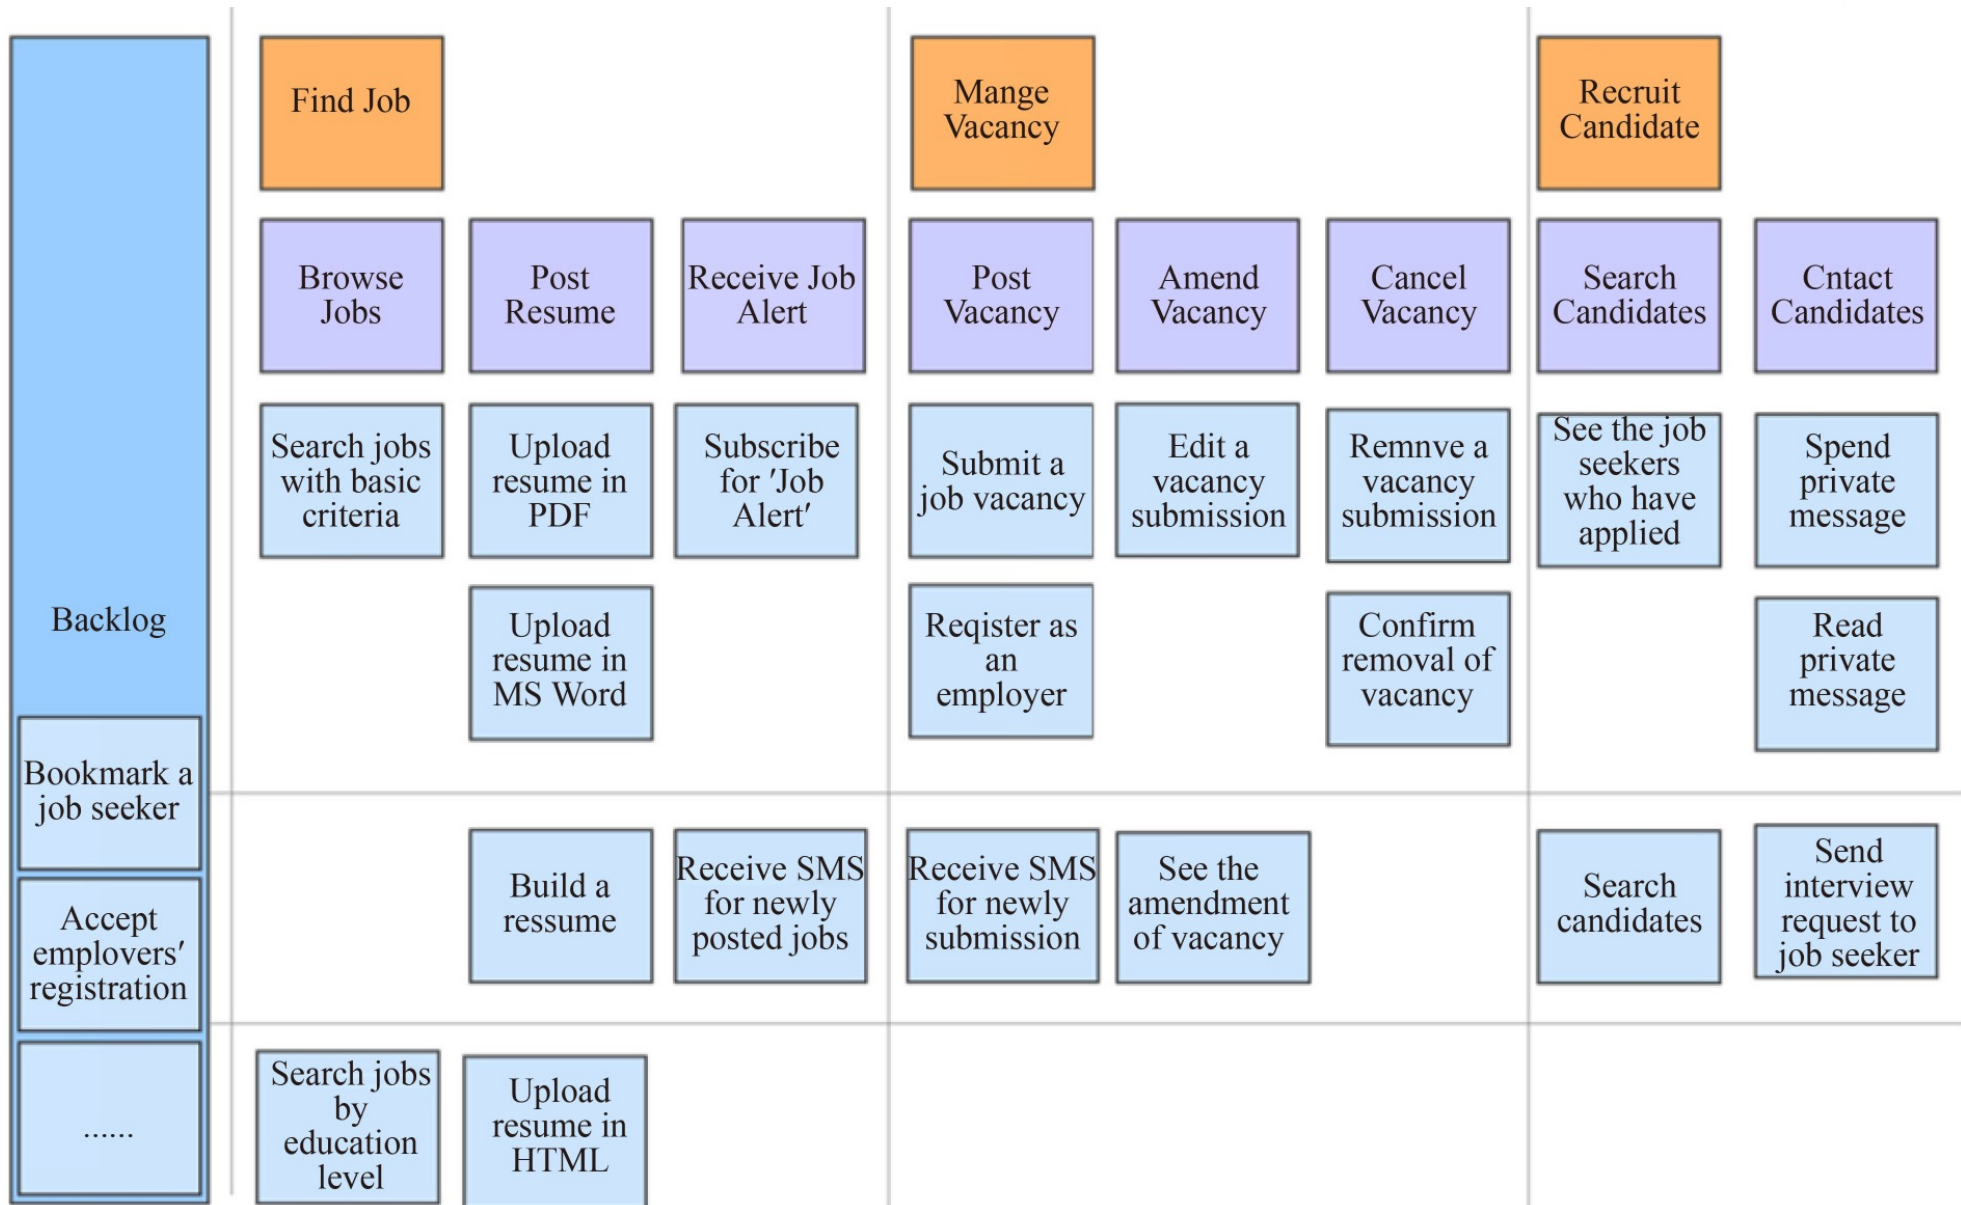 Find Job
Mange
Vacancy
Recruit
Candidate
Browse
Jobs
Post
Resume
Receive Job
Alert
Post
Vacancy
Amend
Vacancy
Cancel
Vacancy
Search
Candidates
Cntact
Candidates
Search jobs
with basic
criteria
Upload
resume in
PDF
Subscribe
for 'Job
Alert'
Submit a
job vacancy
Edit a
vacancy
submission
Remnve a
vacancy
submission
See the job
seekers
who have
applied
Spend
private
message
Backlog
Upload
resume in
MS Word
Reqister as
an
employer
Confirm
removal of
vacancy
Read
private
message
Bookmark a
job seeker
Accept
emplovers'
registration
......
Build a
ressume
Receive SMS
for newly
posted jobs
Receive SMS
for newly
submission
See the
amendment
of vacancy
Search
candidates
Send
interview
request to
job seeker
Search jobs
by
education
level
Upload
resume in
HTML